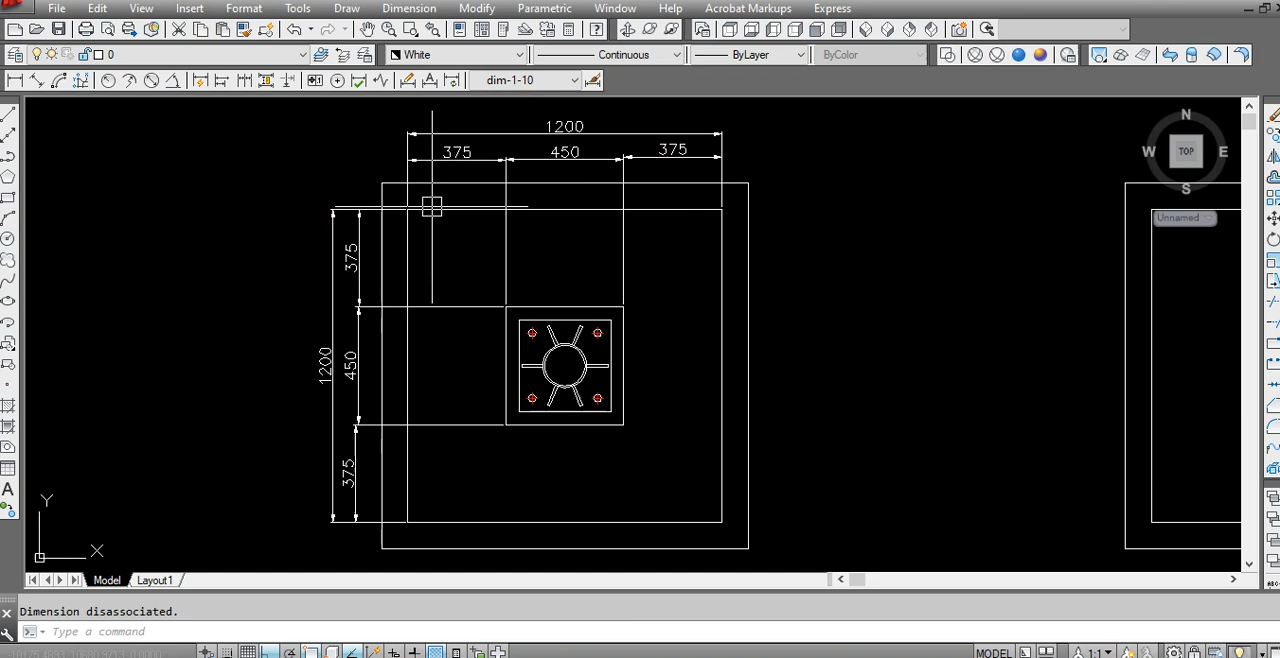 File Edit View Insert Format Tools Draw Dimension Modify Parametric Window Help Acrobat Markups Express
0 White Continuous ByLayer ByColor
dim-1-10
1200
375 450 375
375
1200
450
375
N
W TOP E
S
Unnamed
Y
X
Model Layout1
Dimension disassociated.
Type a command
MODEL 1:1